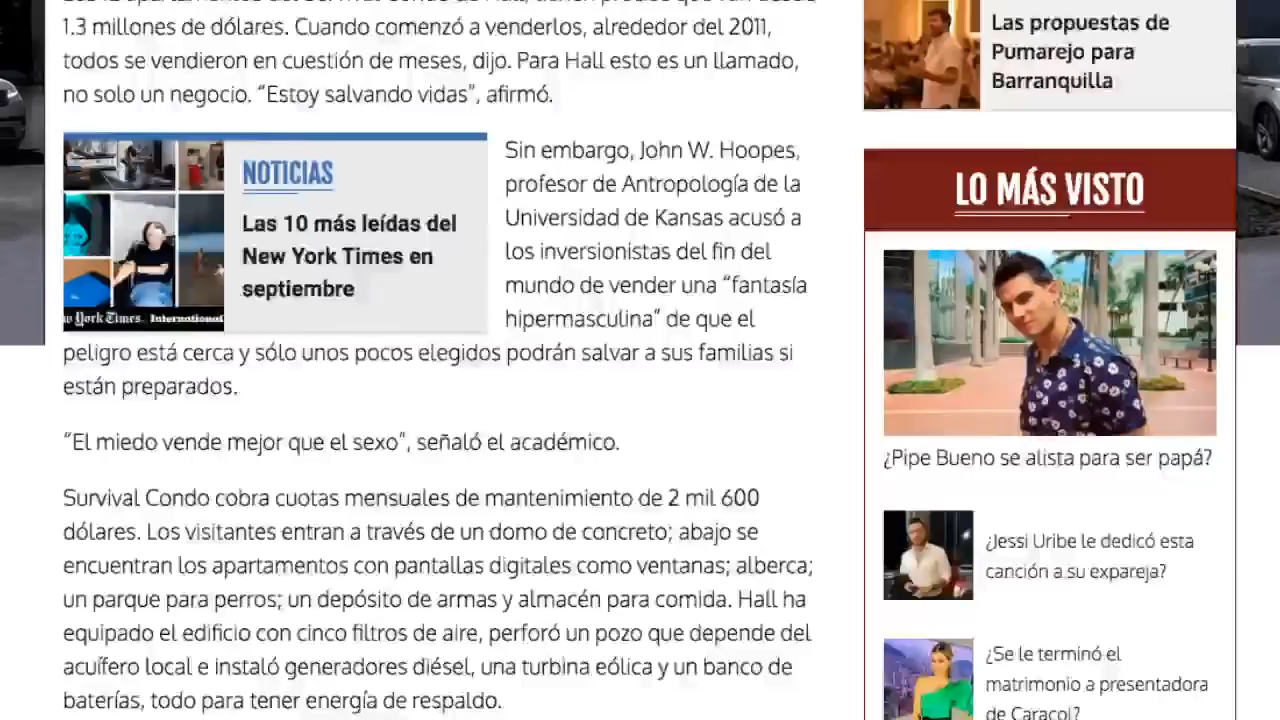 1.3 millones de dólares. Cuando comenzó a venderlos, alrededor del 2011,
todos se vendieron en cuestión de meses, dijo. Para Hall esto es un llamado,
no solo un negocio. “Estoy salvando vidas”, afirmó.
NOTICIAS
Las 10 más leídas del
New York Times en
septiembre
York Times International
Sin embargo, John W. Hoopes,
profesor de Antropología de la
Universidad de Kansas acusó a
los inversionistas del fin del
mundo de vender una “fantasía
hipermasculina” de que el
peligro está cerca y sólo unos pocos elegidos podrán salvar a sus familias si
están preparados.
“El miedo vende mejor que el sexo”, señaló el académico.
Survival Condo cobra cuotas mensuales de mantenimiento de 2 mil 600
dólares. Los visitantes entran a través de un domo de concreto; abajo se
encuentran los apartamentos con pantallas digitales como ventanas; alberca;
un parque para perros; un depósito de armas y almacén para comida. Hall ha
equipado el edificio con cinco filtros de aire, perforó un pozo que depende del
acuífero local e instaló generadores diésel, una turbina eólica y un banco de
baterías, todo para tener energía de respaldo.
Las propuestas de
Pumarejo para
Barranquilla
LO MÁS VISTO
¿Pipe Bueno se alista para ser papá?
¿Jessi Uribe le dedicó esta
canción a su expareja?
¿Se le terminó el
matrimonio a presentadora
de Caracol?